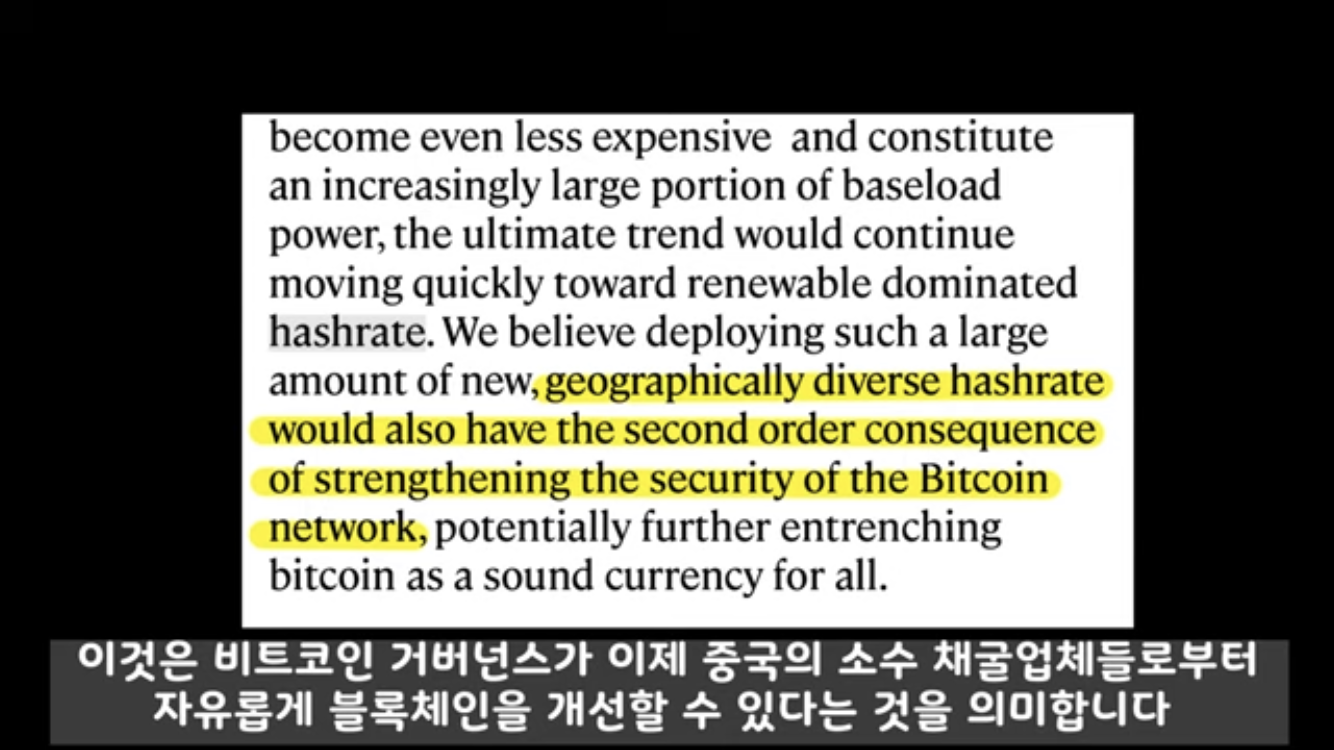 become even less expensive  and constitute
an increasingly large portion of baseload
power, the ultimate trend would continue
moving quickly toward renewable dominated
hashrate. We believe deploying such a large
amount of new, geographically diverse hashrate
would also have the second order consequence
of strengthening the security of the Bitcoin
network, potentially further entrenching
bitcoin as a sound currency for all.
이것은 비트코인 거버넌스가 이제 중국의 소수 채굴업체들로부터
자유롭게 블록체인을 개선할 수 있다는 것을 의미합니다